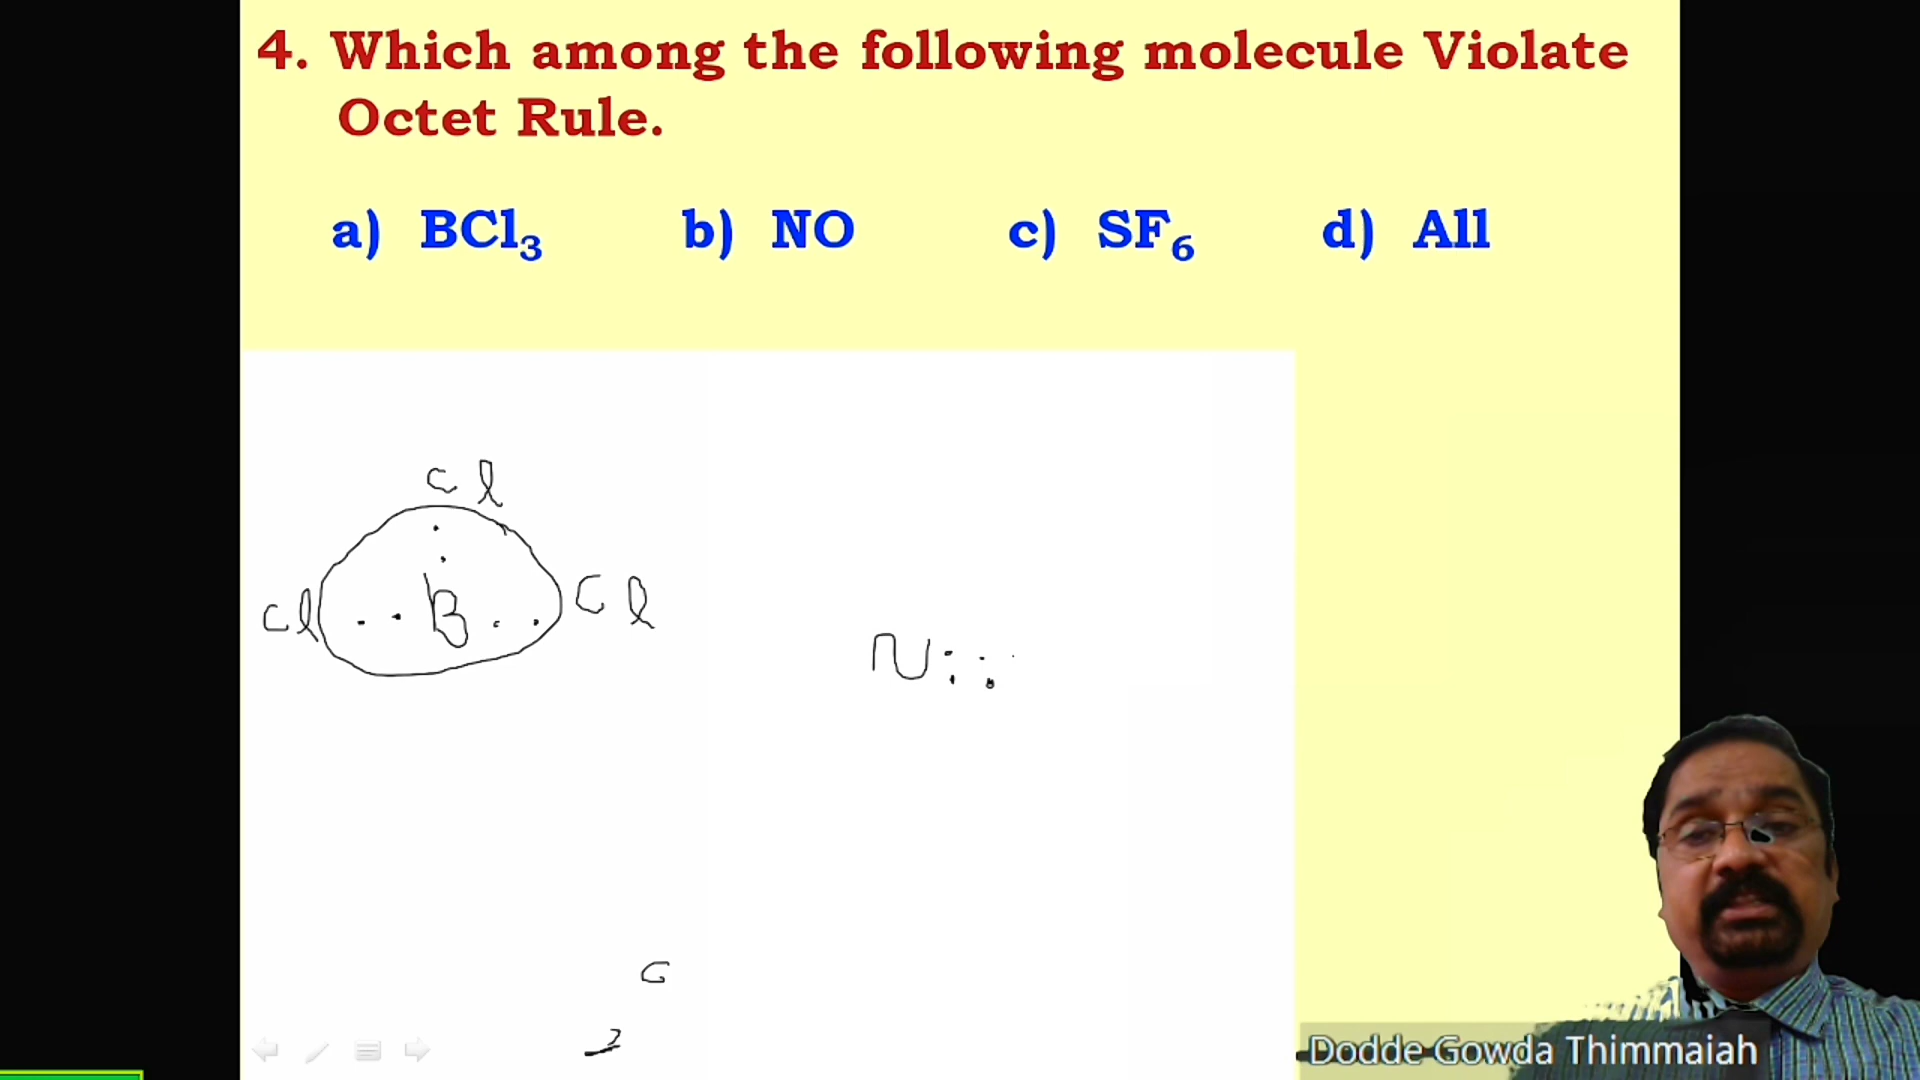 4. Which among the following molecule Violate
Octet Rule.
a) BCl₃ b) NO c) SF₆ d) All
Cl
Cl : B : Cl
N::
Dodde Gowda Thimmaiah